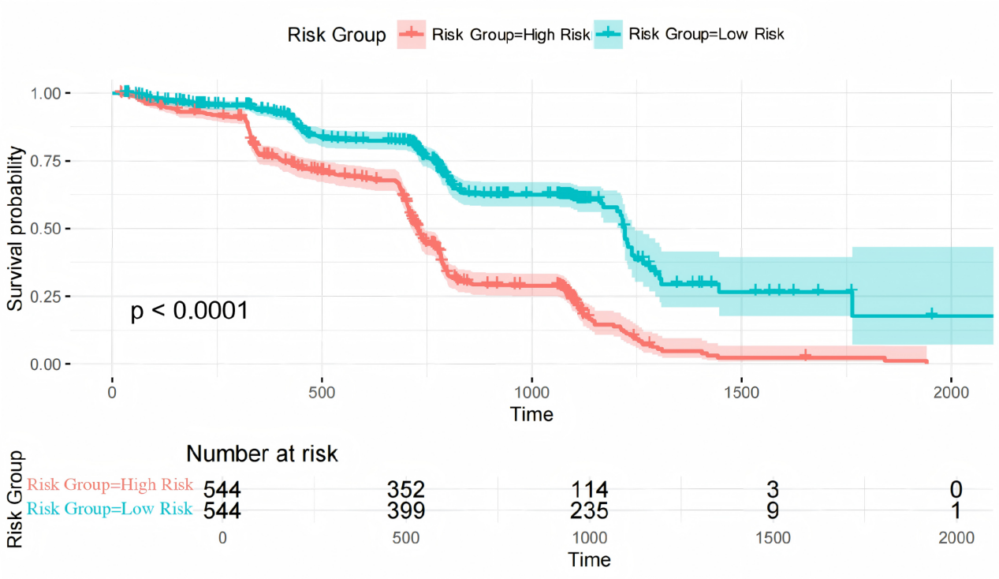 Risk Group Risk Group=High Risk Risk Group=Low Risk
Survival probability
1.00
0.75
0.50
0.25
0.00
p < 0.0001
0 500 1000 1500 2000
Time
Number at risk
Risk Group
Risk Group=High Risk 544 352 114 3 0
Risk Group=Low Risk 544 399 235 9 1
0 500 1000 1500 2000
Time